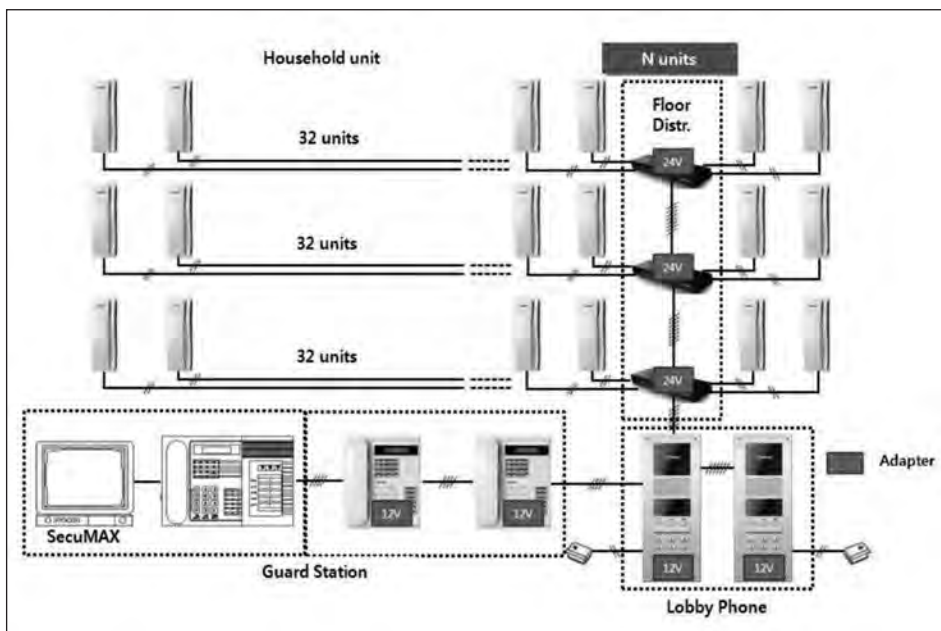 Household unit
N units
Floor
Distr.
32 units
24V
32 units
24V
32 units
24V
Adapter
12V
12V
SecuMAX
12V
12V
Guard Station
Lobby Phone